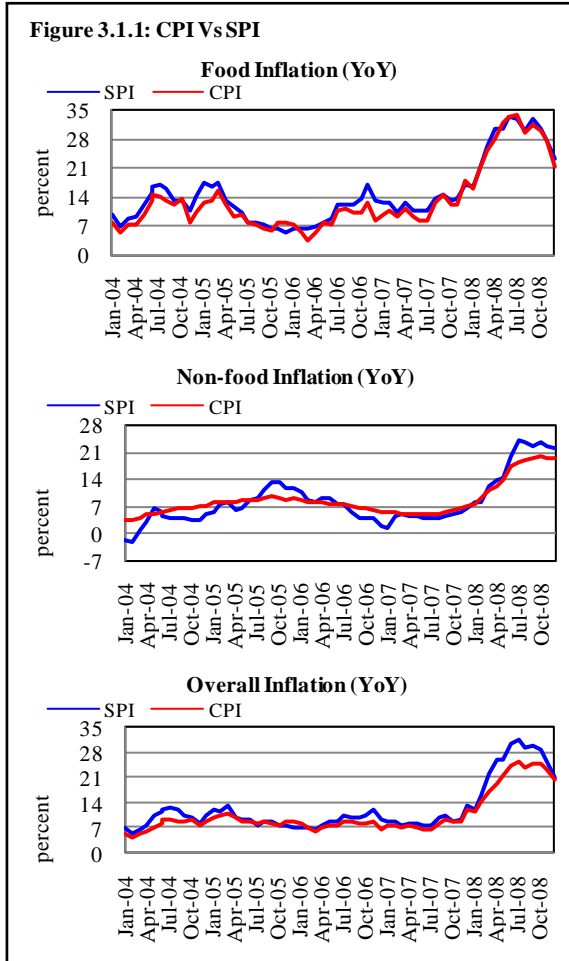 Figure 3.1.1: CPI Vs SPI
Food Inflation (YoY)
SPI CPI
percent
35
28
21
14
7
0
Jan-04 Apr-04 Jul-04 Oct-04 Jan-05 Apr-05 Jul-05 Oct-05 Jan-06 Apr-06 Jul-06 Oct-06 Jan-07 Apr-07 Jul-07 Oct-07 Jan-08 Apr-08 Jul-08 Oct-08
Non-food Inflation (YoY)
SPI CPI
percent
28
21
14
7
0
-7
Jan-04 Apr-04 Jul-04 Oct-04 Jan-05 Apr-05 Jul-05 Oct-05 Jan-06 Apr-06 Jul-06 Oct-06 Jan-07 Apr-07 Jul-07 Oct-07 Jan-08 Apr-08 Jul-08 Oct-08
Overall Inflation (YoY)
SPI CPI
percent
35
28
21
14
7
0
Jan-04 Apr-04 Jul-04 Oct-04 Jan-05 Apr-05 Jul-05 Oct-05 Jan-06 Apr-06 Jul-06 Oct-06 Jan-07 Apr-07 Jul-07 Oct-07 Jan-08 Apr-08 Jul-08 Oct-08